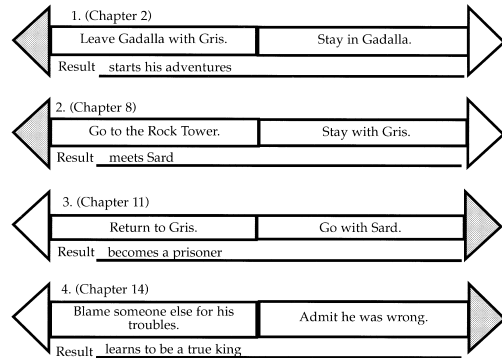 1. (Chapter 2)
Leave Gadalla with Gris.
Stay in Gadalla.
Result starts his adventures
2. (Chapter 8)
Go to the Rock Tower.
Stay with Gris.
Result meets Sard
3. (Chapter 11)
Return to Gris.
Go with Sard.
Result becomes a prisoner
4. (Chapter 14)
Blame someone else for his
troubles.
Admit he was wrong.
Result learns to be a true king